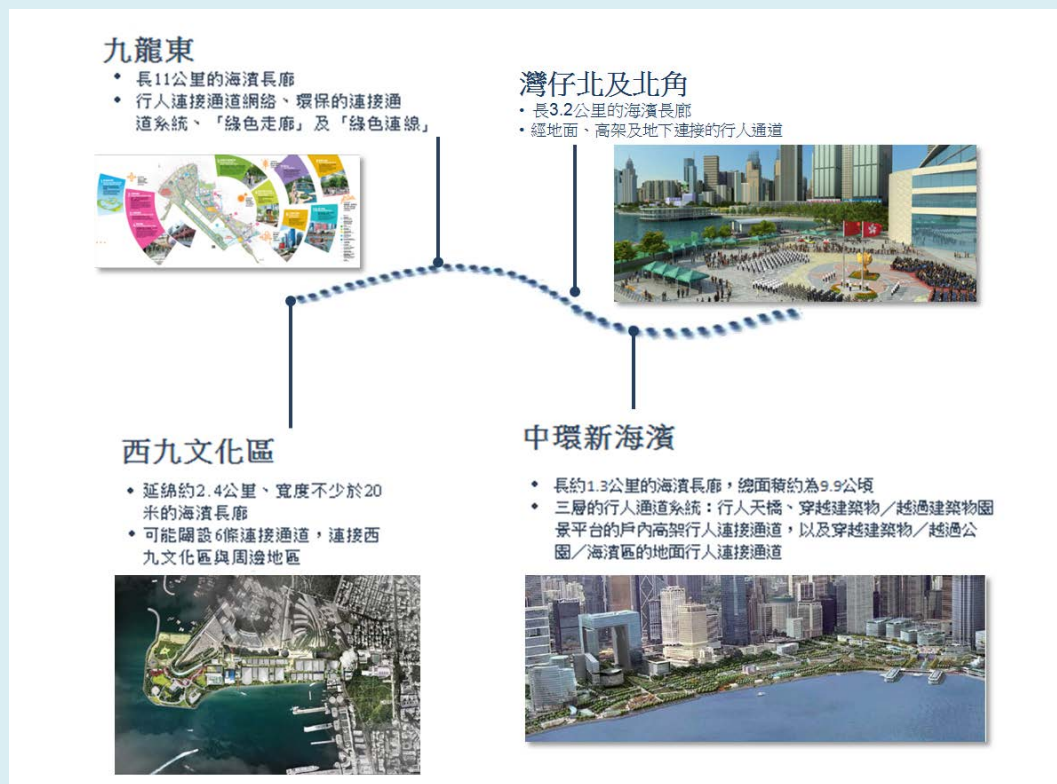 九龍東
◆ 長11公里的海濱長廊
◆ 行人連接通道網絡、環保的連接通
道系統、「綠色走廊」及「綠色連線」
灣仔北及北角
• 長3.2公里的海濱長廊
• 經地面、高架及地下連接的行人通道
西九文化區
◆ 延綿約2.4公里、寬度不少於20
米的海濱長廊
◆ 可能闢設6條連接通道，連接西
九文化區與周邊地區
中環新海濱
◆ 長約1.3公里的海濱長廊，總面積約為9.9公頃
◆ 三層的行人通道系統：行人天橋、穿越建築物／越過建築物園
景平台的戶內高架行人連接通道，以及穿越建築物／越過公
園／海濱區的地面行人連接通道